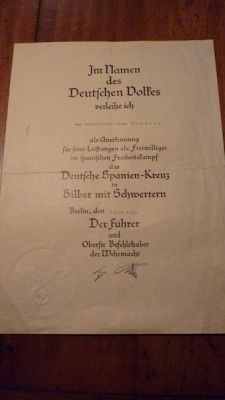 Im Namen
des
Deutschen Volkes
verleihe ich
als Anerkennung
für seine Leistungen als Freiwilliger
im spanischen Freiheitskampf
das
Deutsche Spanien-Kreuz
in
Silber mit Schwertern
Berlin, den
Der Führer
und
Oberste Befehlshaber
der Wehrmacht